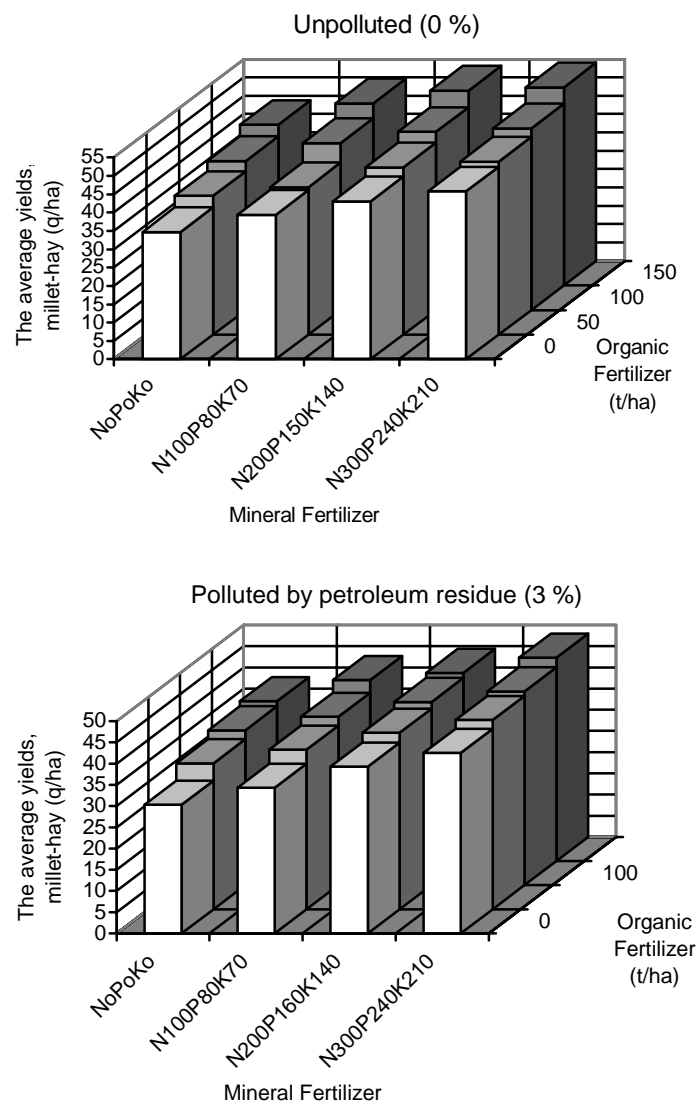 Unpolluted (0 %)
The average yields,
millet-hay (q/ha)
55
50
45
40
35
30
25
20
15
10
5
0
NoPoKo
N100P80K70
N200P150K140
N300P240K210
Mineral Fertilizer
0
50
100
150
Organic
Fertilizer
(t/ha)
Polluted by petroleum residue (3 %)
The average yields,
millet-hay (q/ha)
50
45
40
35
30
25
20
15
10
5
0
NoPoKo
N100P80K70
N200P160K140
N300P240K210
Mineral Fertilizer
0
100
Organic
Fertilizer
(t/ha)